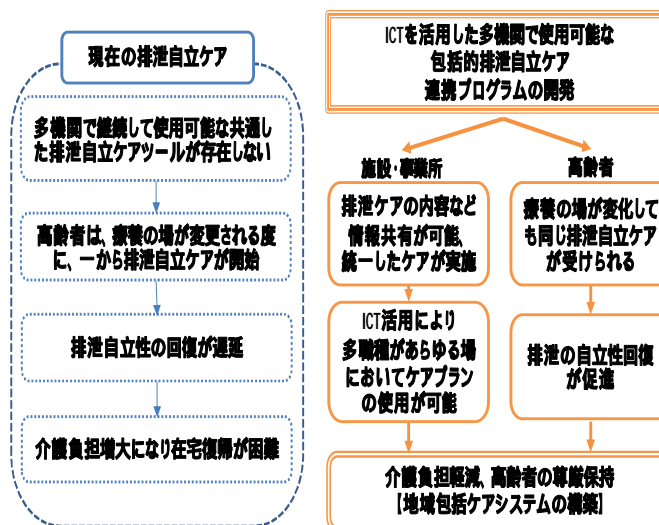 現在の排泄自立ケア
多機関で継続して使用可能な共通し
た排泄自立ケアツールが存在しない
高齢者は、療養の場が変更される度
に、一から排泄自立ケアが開始
排泄自立性の回復が遅延
介護負担増大になり在宅復帰が困難
ICTを活用した多機関で使用可能な
包括的排泄自立ケア
連携プログラムの開発
施設・事業所
排泄ケアの内容など
情報共有が可能、
統一したケアが実施
ICT活用により
多職種があらゆる場
においてケアプラン
の使用が可能
高齢者
療養の場が変化して
も同じ排泄自立ケア
が受けられる
排泄の自立性回復
が促進
介護負担軽減、高齢者の尊厳保持
【地域包括ケアシステムの構築】